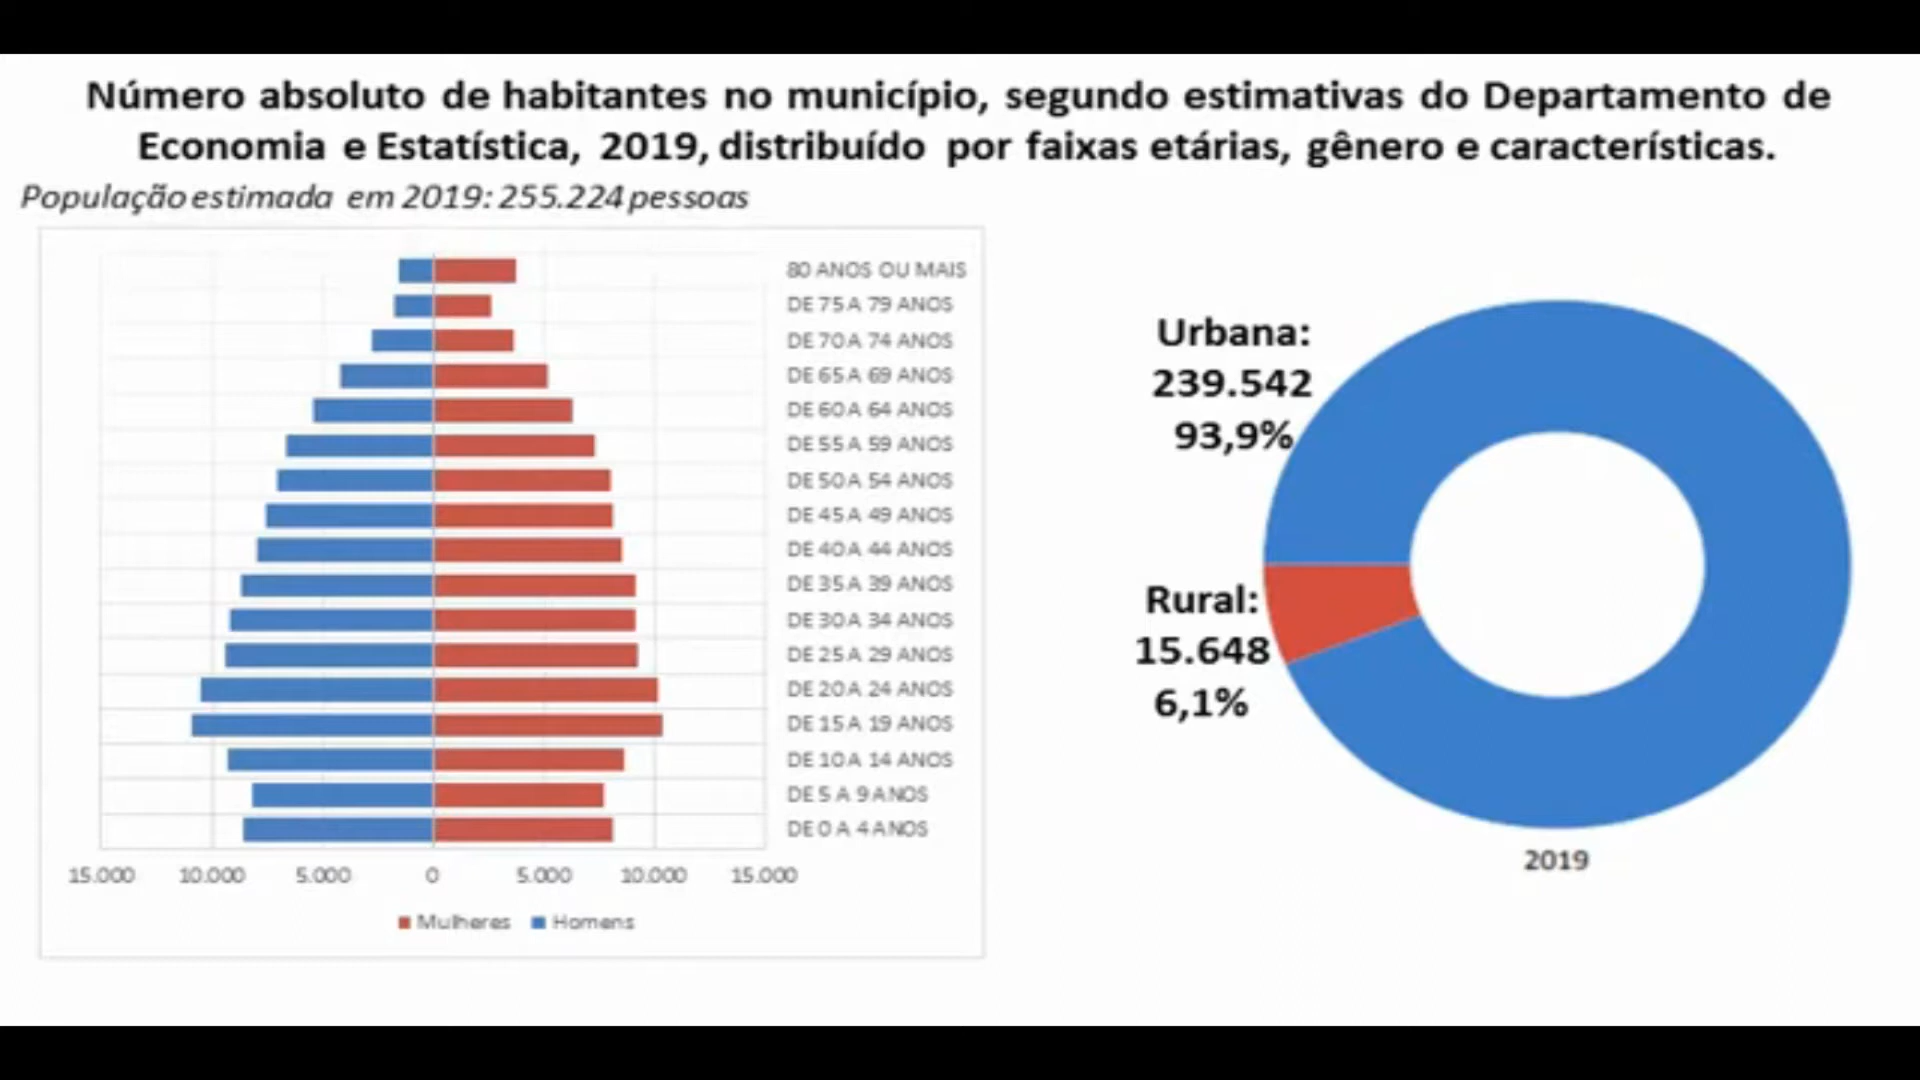 Número absoluto de habitantes no município, segundo estimativas do Departamento de
Economia e Estatística, 2019, distribuído por faixas etárias, gênero e características.
População estimada em 2019: 255.224 pessoas
80 ANOS OU MAIS
DE 75 A 79 ANOS
DE 70 A 74 ANOS
DE 65 A 69 ANOS
DE 60 A 64 ANOS
DE 55 A 59 ANOS
DE 50 A 54 ANOS
DE 45 A 49 ANOS
DE 40 A 44 ANOS
DE 35 A 39 ANOS
DE 30 A 34 ANOS
DE 25 A 29 ANOS
DE 20 A 24 ANOS
DE 15 A 19 ANOS
DE 10 A 14 ANOS
DE 5 A 9 ANOS
DE 0 A 4 ANOS
15.000 10.000 5.000 0 5.000 10.000 15.000
Mulheres Homens
Urbana:
239.542
93,9%
Rural:
15.648
6,1%
2019